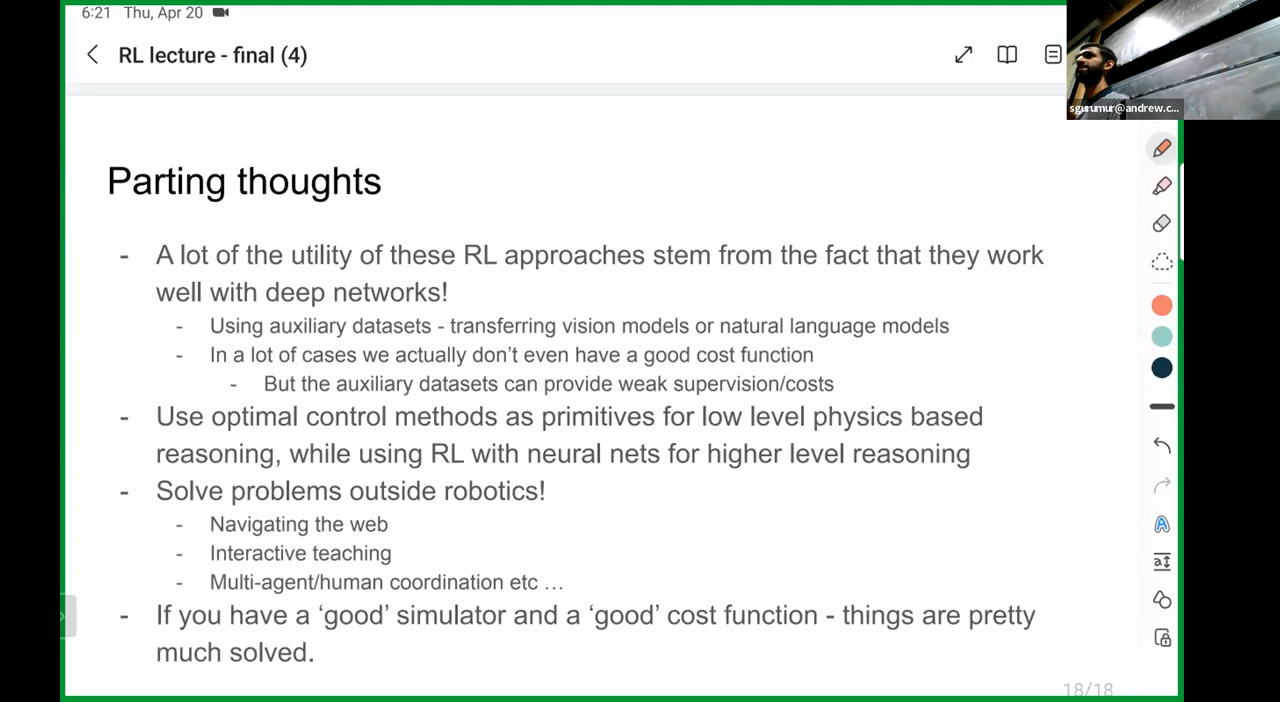 6:21 Thu, Apr 20
RL lecture - final (4)
sgurumur@andrew.c...
Parting thoughts
- A lot of the utility of these RL approaches stem from the fact that they work
well with deep networks!
- Using auxiliary datasets - transferring vision models or natural language models
- In a lot of cases we actually don't even have a good cost function
- But the auxiliary datasets can provide weak supervision/costs
- Use optimal control methods as primitives for low level physics based
reasoning, while using RL with neural nets for higher level reasoning
- Solve problems outside robotics!
- Navigating the web
- Interactive teaching
- Multi-agent/human coordination etc …
- If you have a ‘good’ simulator and a ‘good’ cost function - things are pretty
much solved.
18/18